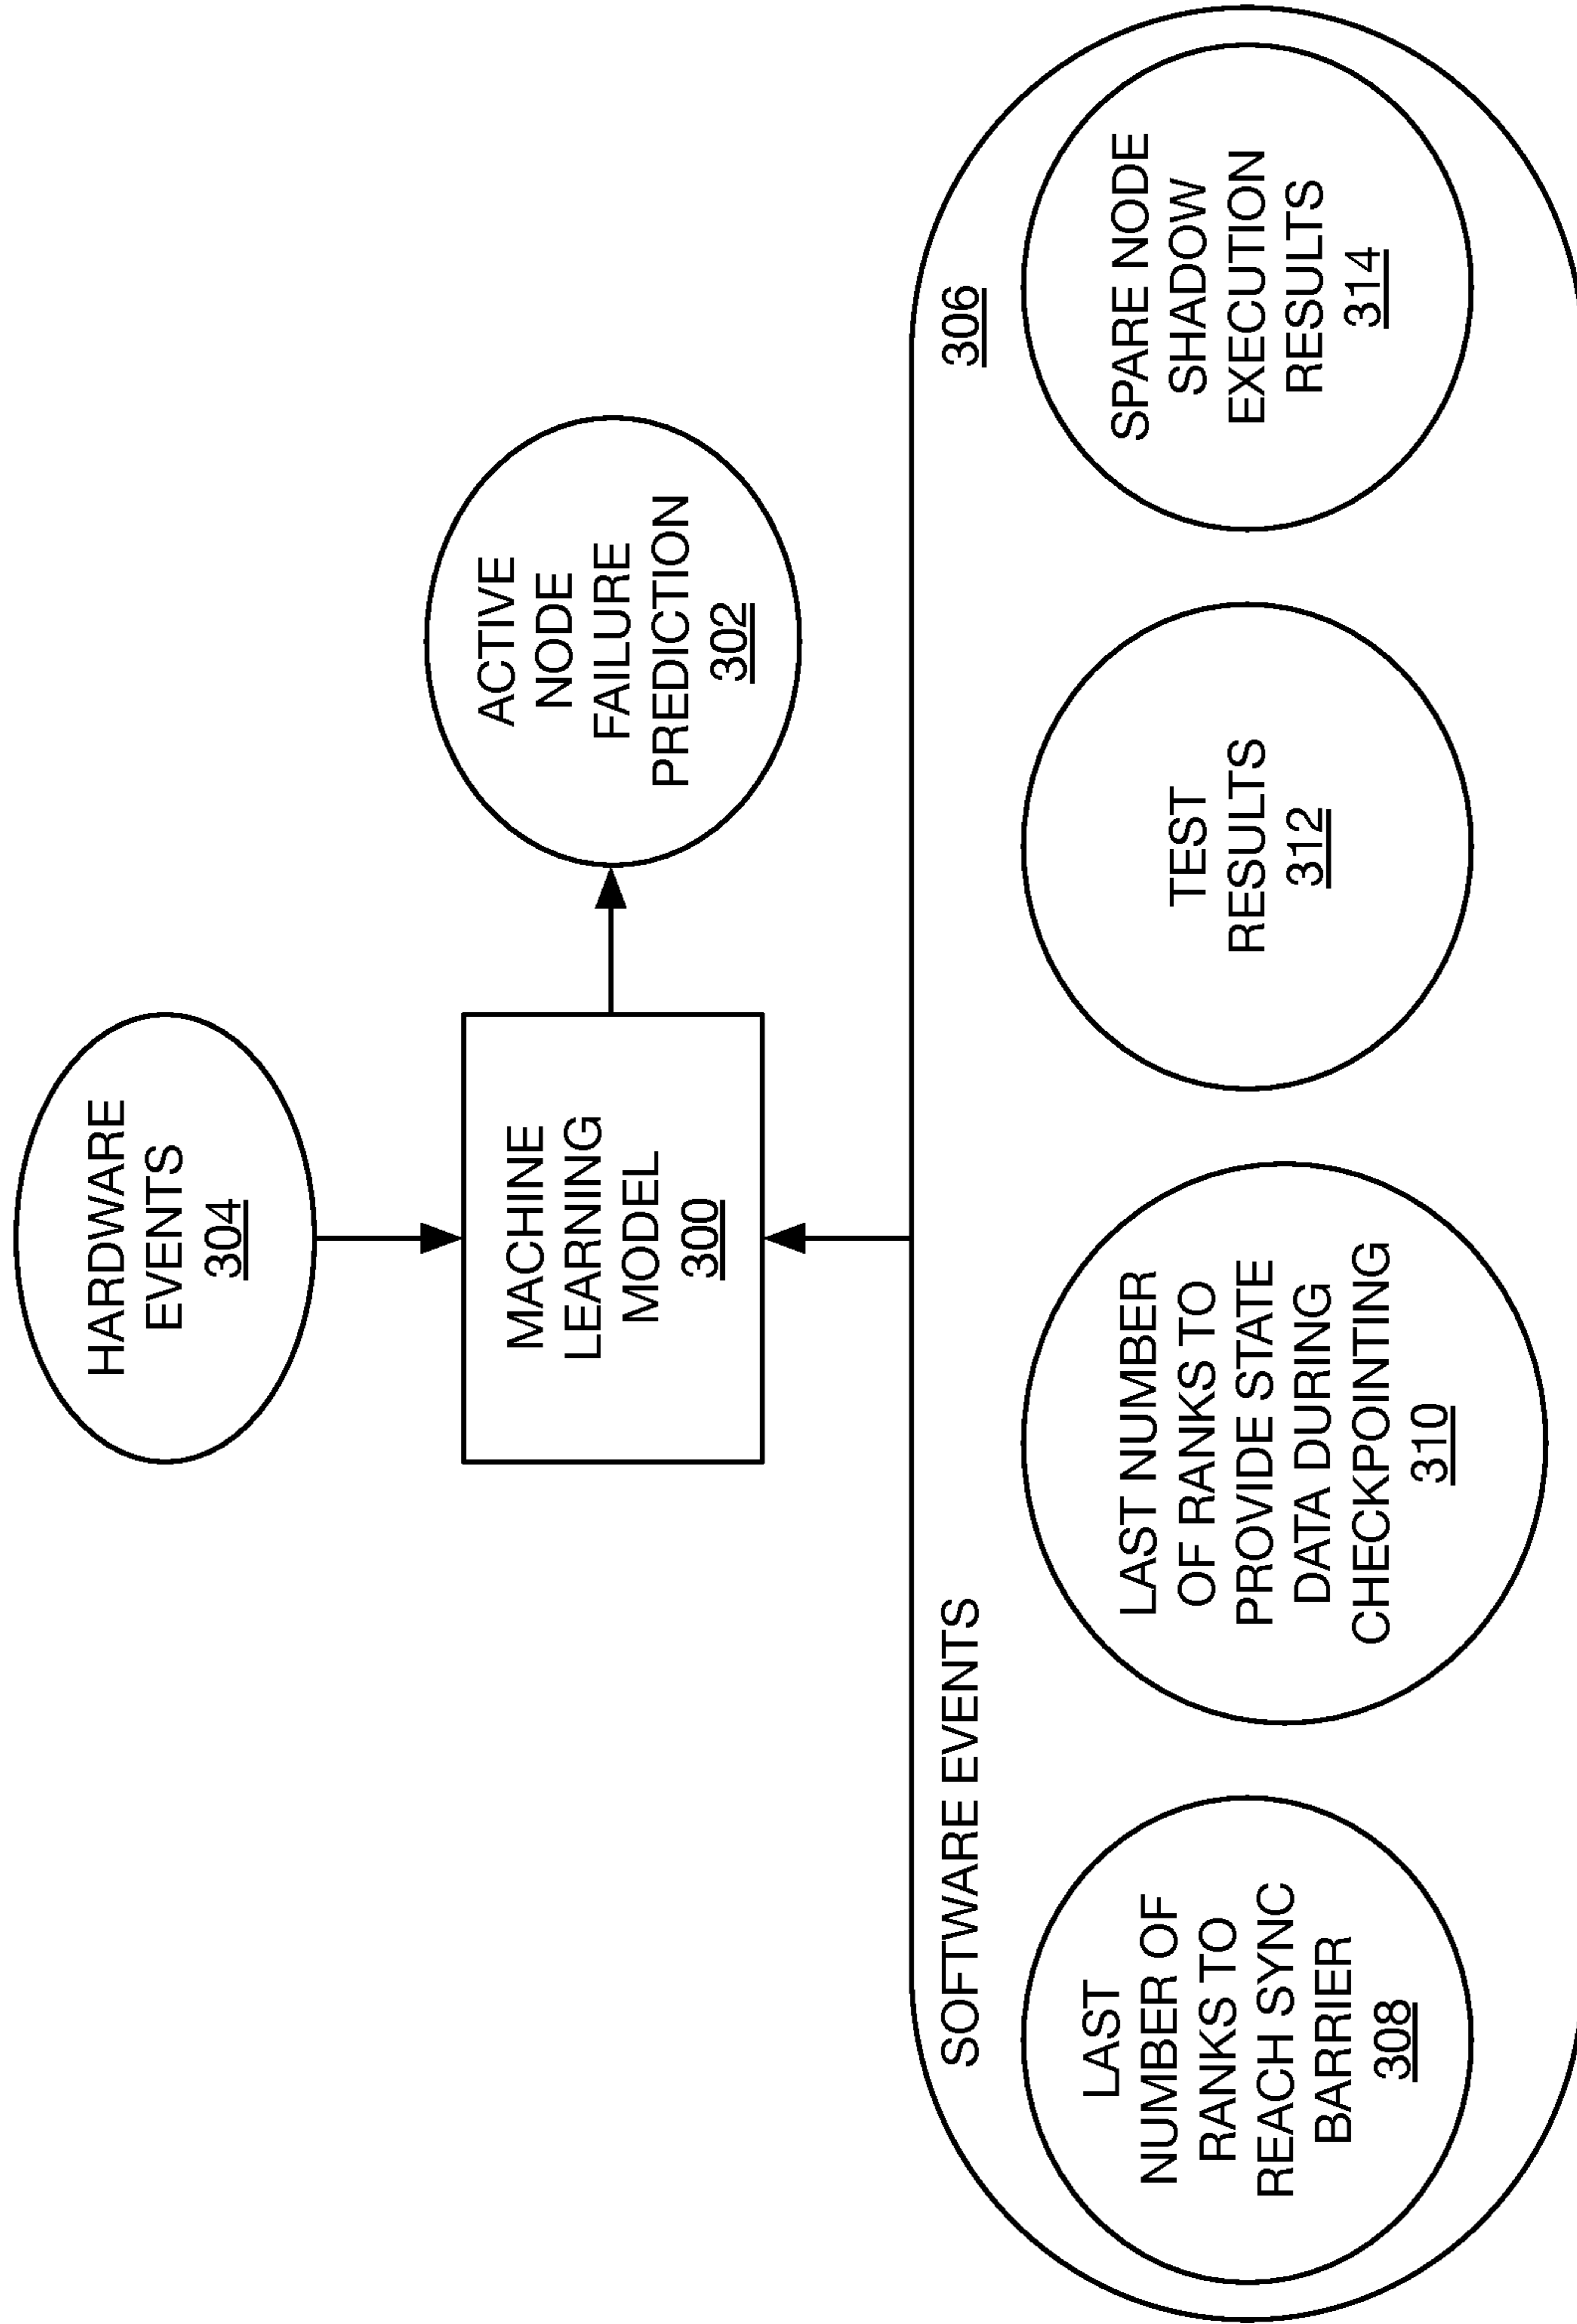 HARDWARE
EVENTS
304
MACHINE
LEARNING
MODEL
300
ACTIVE
NODE
FAILURE
PREDICTION
302
SOFTWARE EVENTS
306
LAST
NUMBER OF
RANKS TO
REACH SYNC
BARRIER
308
LAST NUMBER
OF RANKS TO
PROVIDE STATE
DATA DURING
CHECKPOINTING
310
TEST
RESULTS
312
SPARE NODE
SHADOW
EXECUTION
RESULTS
314